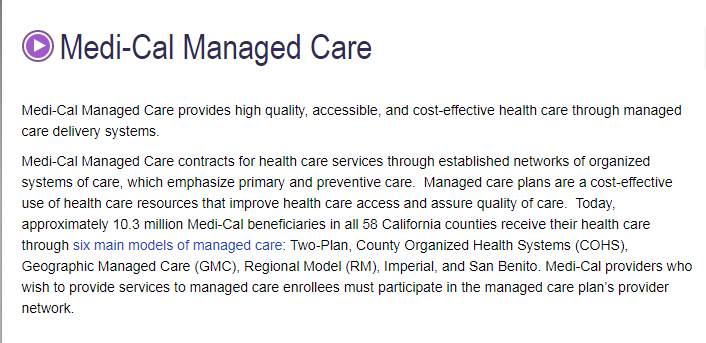 Medi-Cal Managed Care
Medi-Cal Managed Care provides high quality, accessible, and cost-effective health care through managed
care delivery systems.
Medi-Cal Managed Care contracts for health care services through established networks of organized
systems of care, which emphasize primary and preventive care.  Managed care plans are a cost-effective
use of health care resources that improve health care access and assure quality of care.  Today,
approximately 10.3 million Medi-Cal beneficiaries in all 58 California counties receive their health care
through six main models of managed care: Two-Plan, County Organized Health Systems (COHS),
Geographic Managed Care (GMC), Regional Model (RM), Imperial, and San Benito. Medi-Cal providers who
wish to provide services to managed care enrollees must participate in the managed care plan’s provider
network.